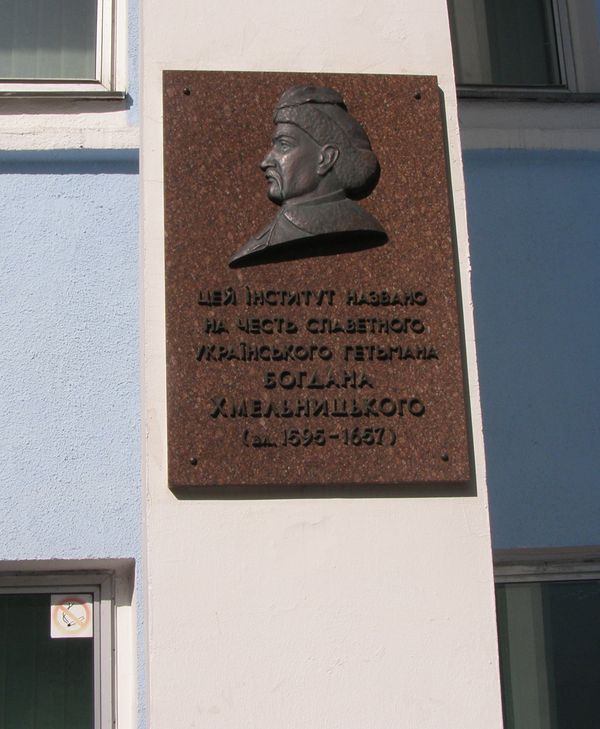 ЦЕЙ ІНСТИТУТ НАЗВАНО
НА ЧЕСТЬ СЛАВЕТНОГО
УКРАЇНСЬКОГО ГЕТЬМАНА
БОГДАНА
ХМЕЛЬНИЦЬКОГО
(бл. 1595-1657)